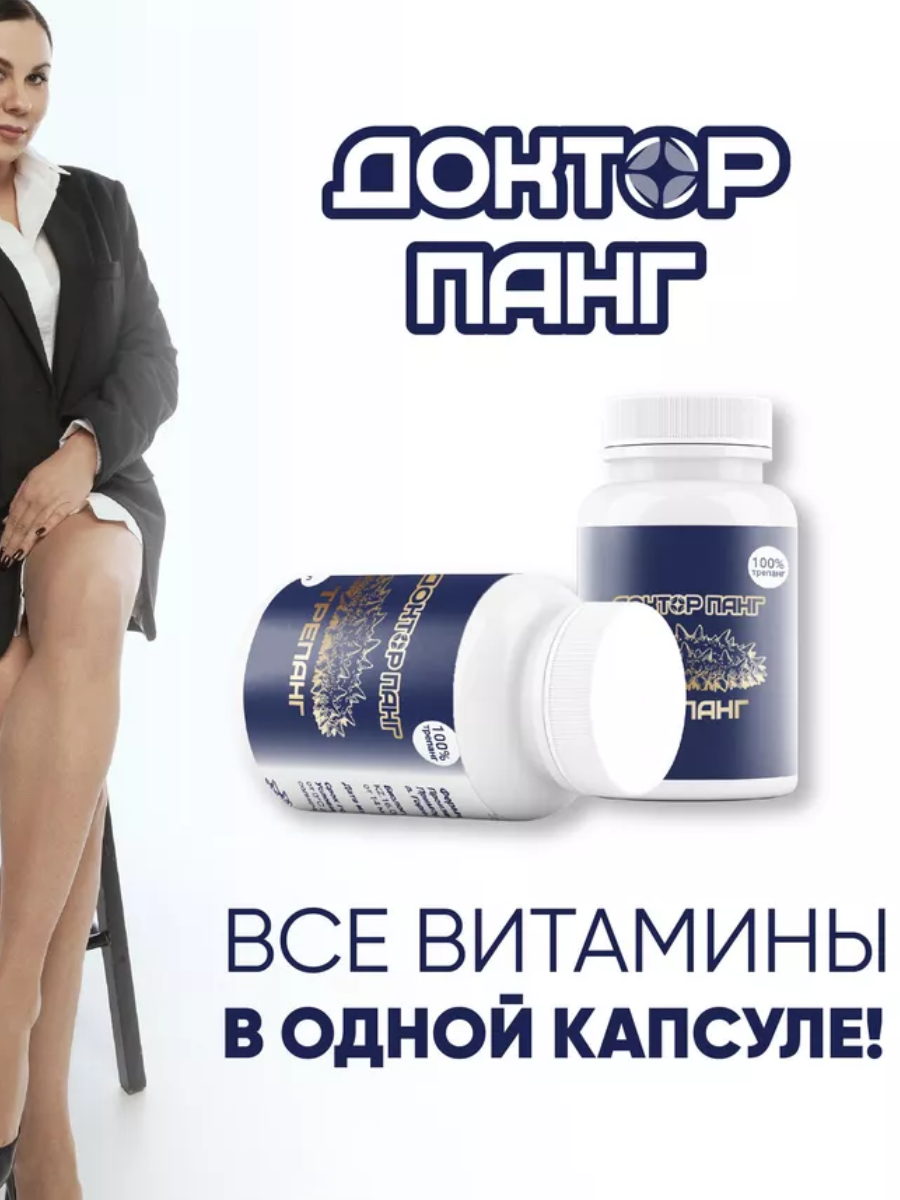 ДОКТОР
ПАНГ
100%
трепанг
ДОКТОР ПАНГ
ПАНГ
ДОКТОР ПАНГ
ТРЕПАНГ
100%
трепанг
ВСЕ ВИТАМИНЫ
В ОДНОЙ КАПСУЛЕ!